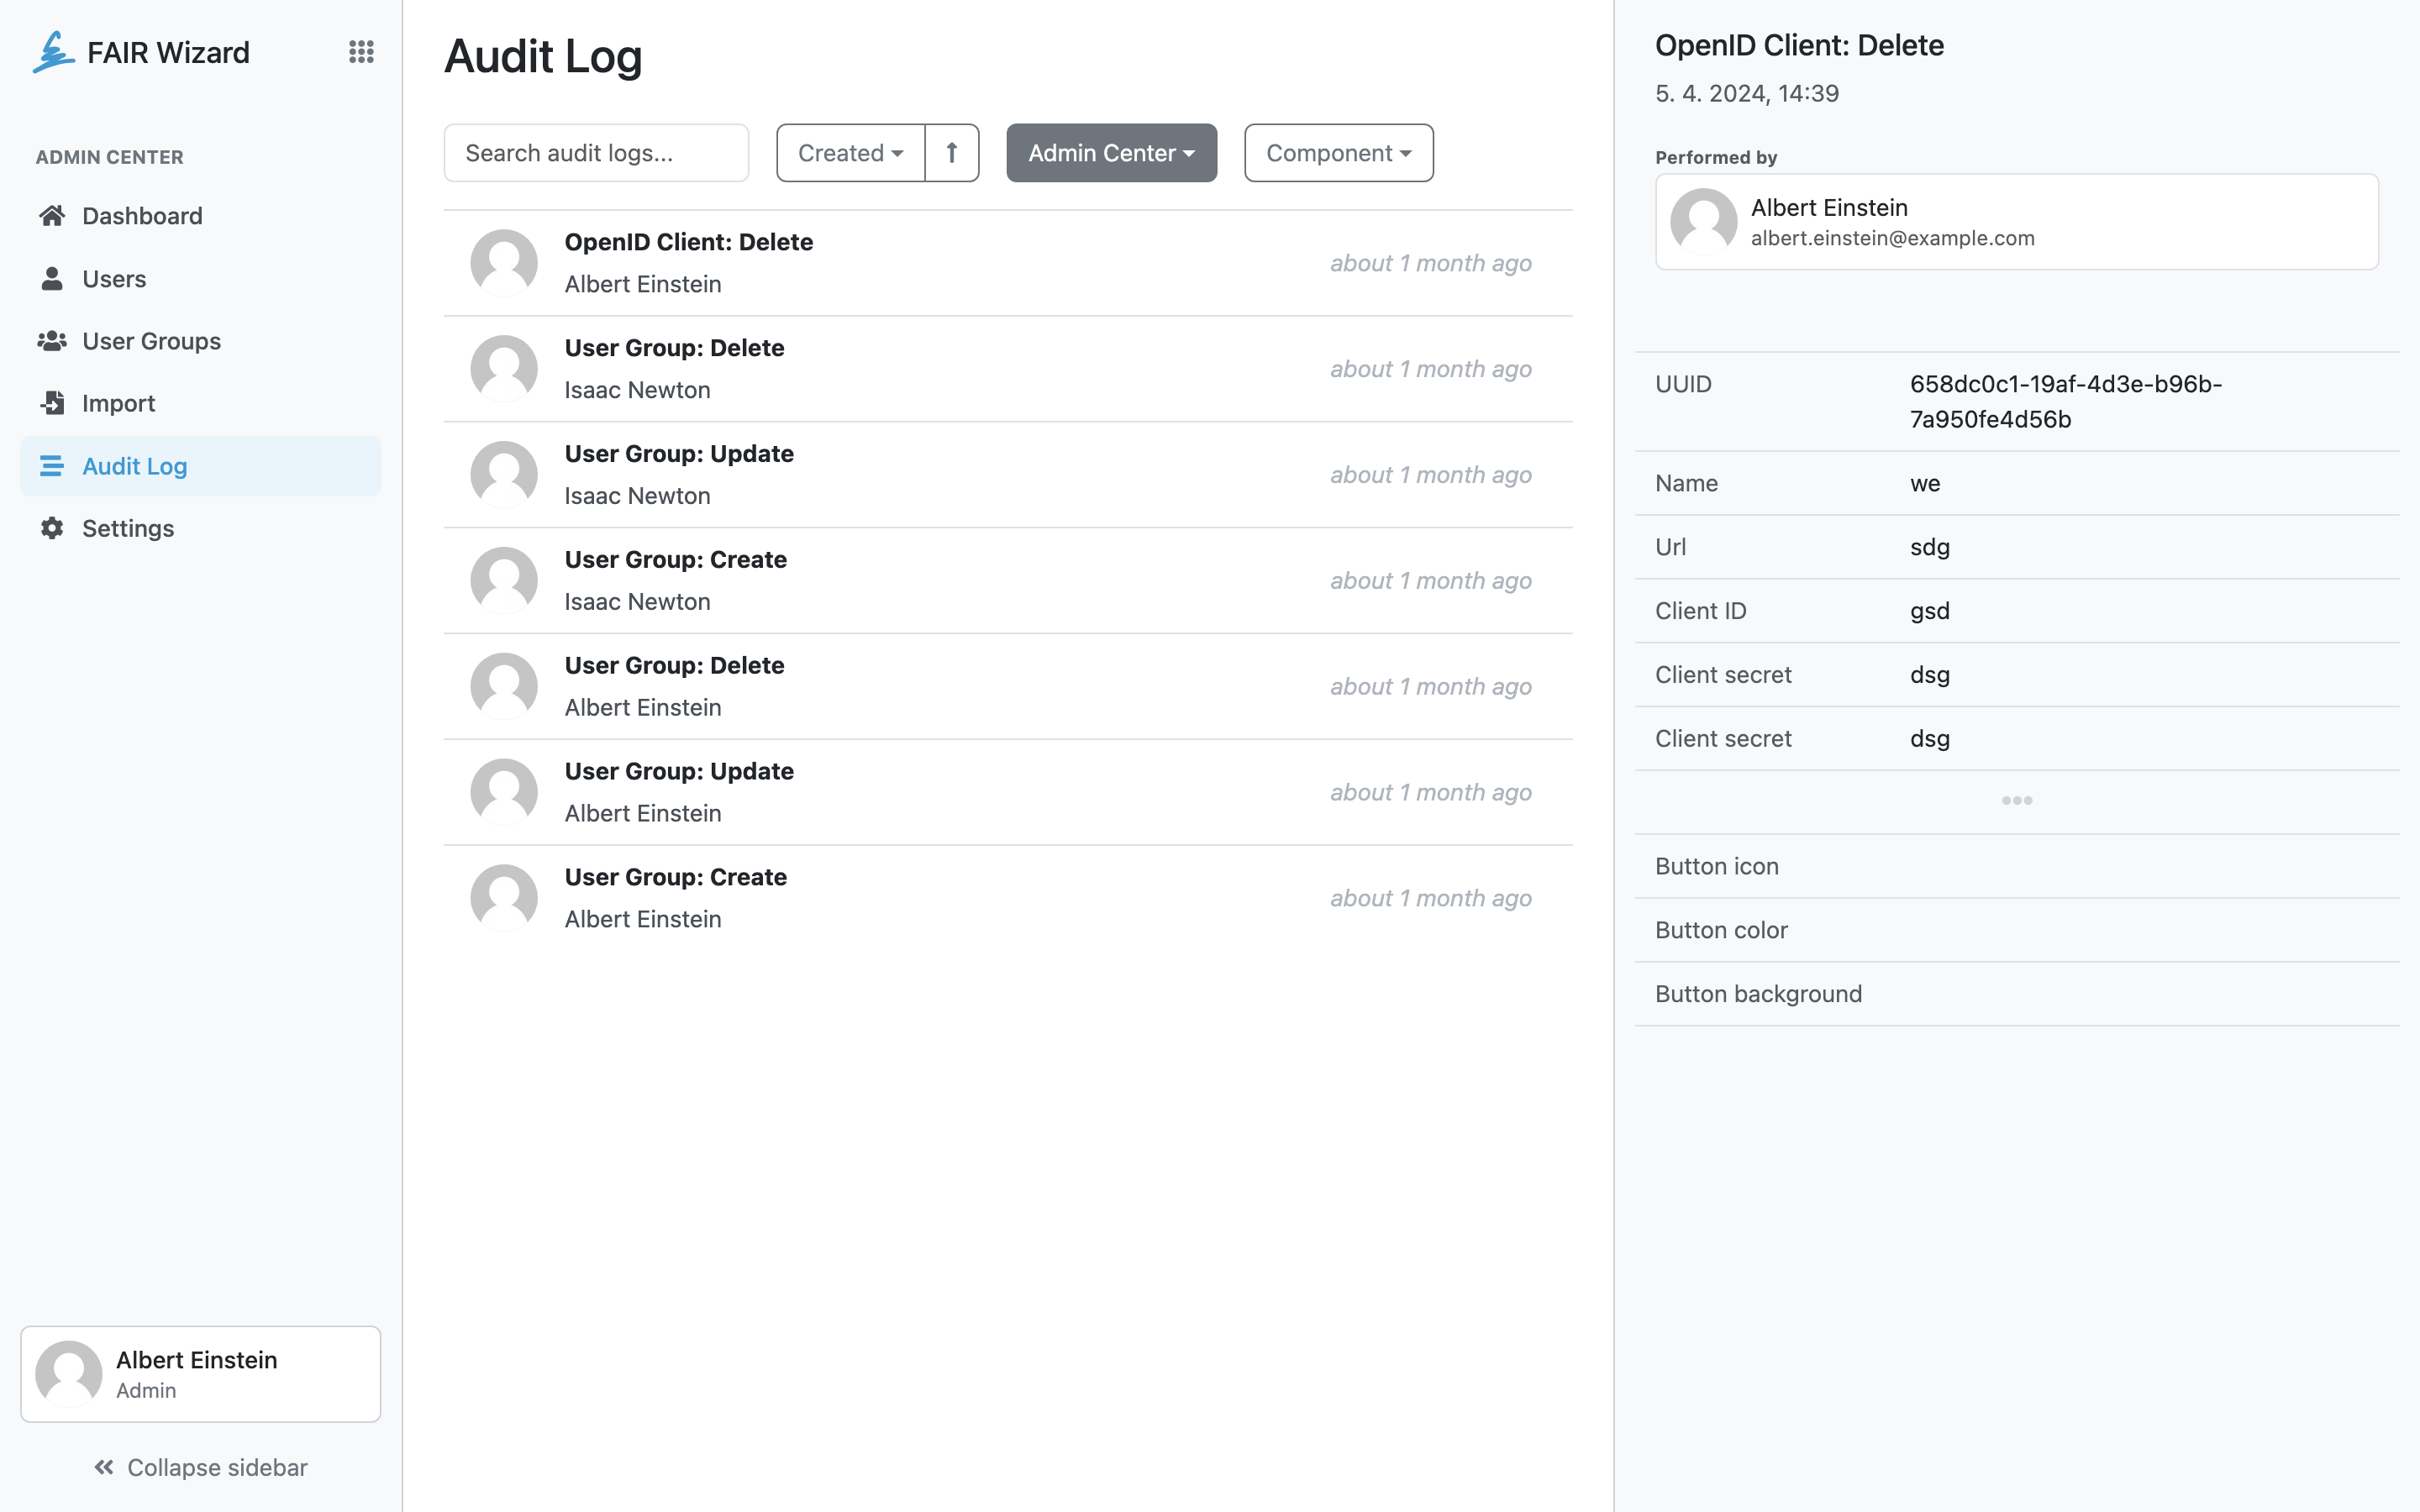 FAIR Wizard
ADMIN CENTER
Dashboard
Users
User Groups
Import
Audit Log
Settings
Albert Einstein
Admin
Collapse sidebar
Audit Log
Search audit logs...
Created
Admin Center
Component
OpenID Client: Delete
Albert Einstein
about 1 month ago
User Group: Delete
Isaac Newton
about 1 month ago
User Group: Update
Isaac Newton
about 1 month ago
User Group: Create
Isaac Newton
about 1 month ago
User Group: Delete
Albert Einstein
about 1 month ago
User Group: Update
Albert Einstein
about 1 month ago
User Group: Create
Albert Einstein
about 1 month ago
OpenID Client: Delete
5. 4. 2024, 14:39
Performed by
Albert Einstein
albert.einstein@example.com
UUID 658dc0c1-19af-4d3e-b96b-
7a950fe4d56b
Name we
Url sdg
Client ID gsd
Client secret dsg
Client secret dsg
Button icon
Button color
Button background